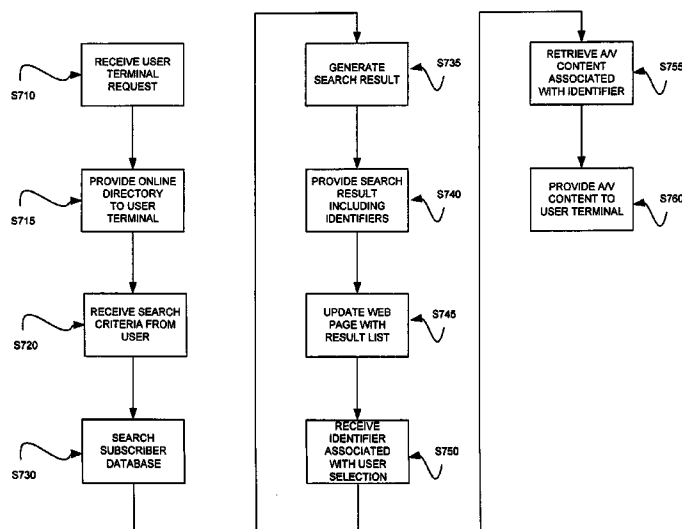 RECEIVE USER
TERMINAL
REQUEST
S710
PROVIDE ONLINE
DIRECTORY TO USER
TERMINAL
S715
RECEIVE SEARCH
CRITERIA FROM
USER
S720
SEARCH
SUBSCRIBER
DATABASE
S730
GENERATE
SEARCH RESULT
S735
PROVIDE SEARCH
RESULT
INCLUDING
IDENTIFIERS
S740
UPDATE WEB
PAGE WITH
RESULT LIST
S745
RECEIVE
IDENTIFIER
ASSOCIATED
WITH USER
SELECTION
S750
RETRIEVE A/V
CONTENT
ASSOCIATED
WITH IDENTIFIER
S755
PROVIDE A/V
CONTENT TO
USER TERMINAL
S760